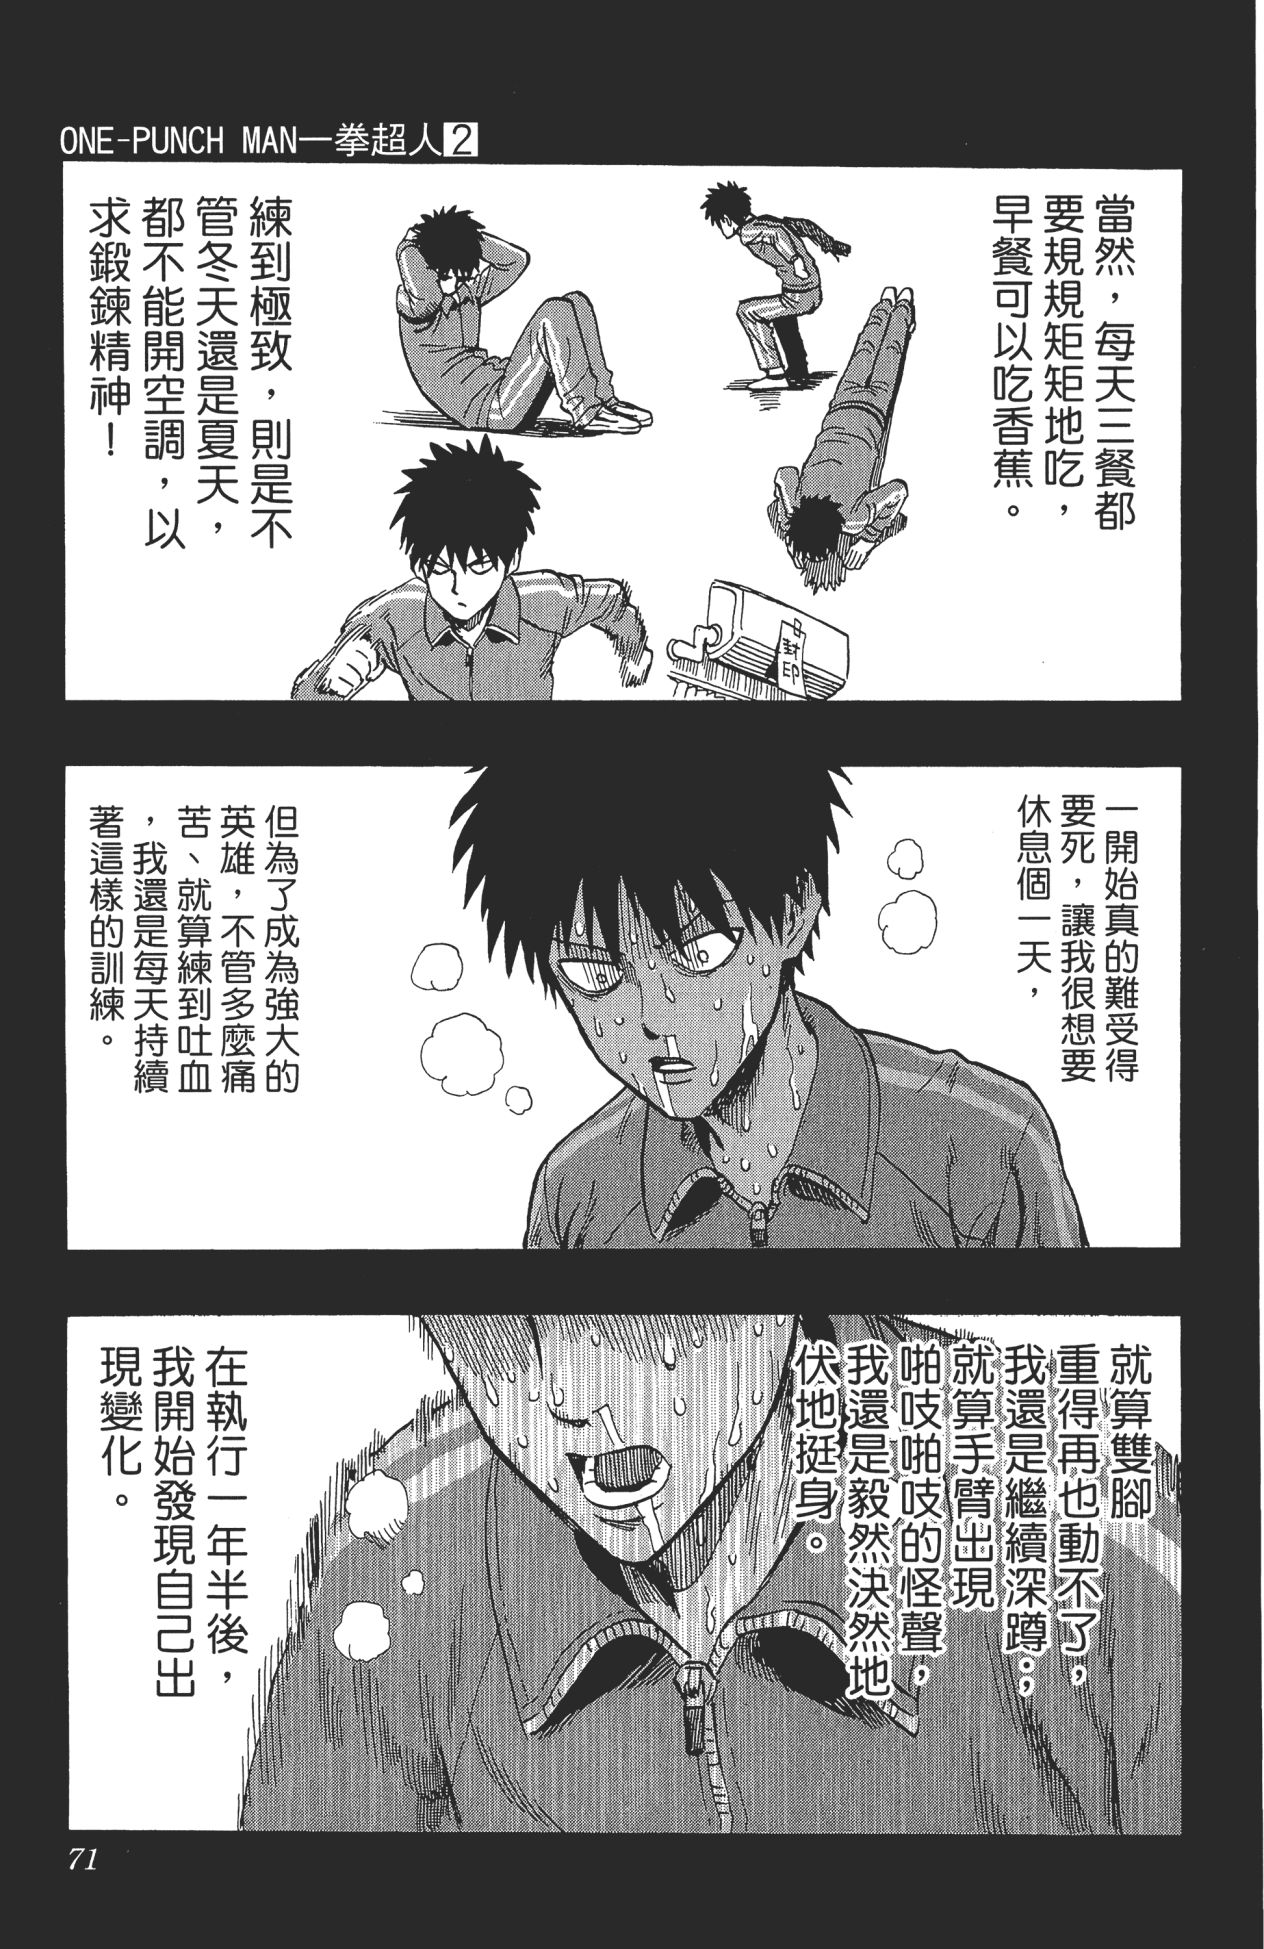 ONE-PUNCH MAN一拳超人2
當然，每天三餐都
要規規矩矩地吃，
早餐可以吃香蕉。
練到極致，則是不
管冬天還是夏天，
都不能開空調，以
求鍛鍊精神！
封印
一開始真的難受得
要死，讓我很想要
休息個一天，
但為了成為強大的
英雄，不管多麼痛
苦、就算練到吐血
，我還是每天持續
著這樣的訓練。
就算雙腳
重得再也動不了，
我還是繼續深蹲；
就算手臂出現
啪吱啪吱的怪聲，
我還是毅然決然地
伏地挺身。
在執行一年半後，
我開始發現自己出
現變化。
71